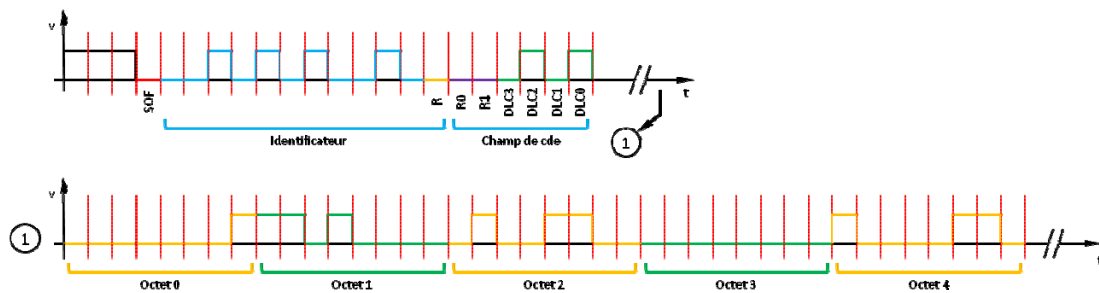 v
t
SOF
R
R0
R1
DLC3
DLC2
DLC1
DLC0
Identificateur
Champ de cde
1
v
1
t
Octet 0
Octet 1
Octet 2
Octet 3
Octet 4